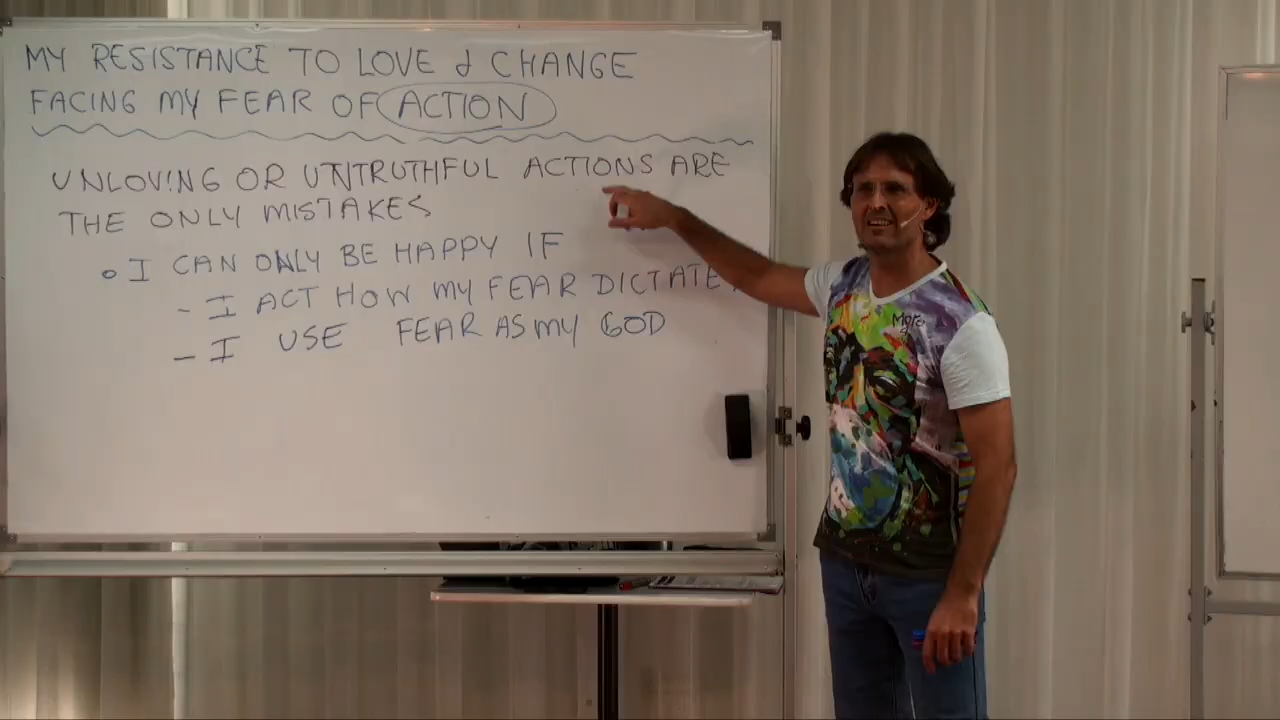 MY RESISTANCE TO LOVE & CHANGE
FACING MY FEAR OF ACTION
UNLOVING OR UNTRUTHFUL ACTIONS ARE
THE ONLY MISTAKES
• I CAN ONLY BE HAPPY IF
- I ACT HOW MY FEAR DICTATES
- I USE FEAR AS MY GOD